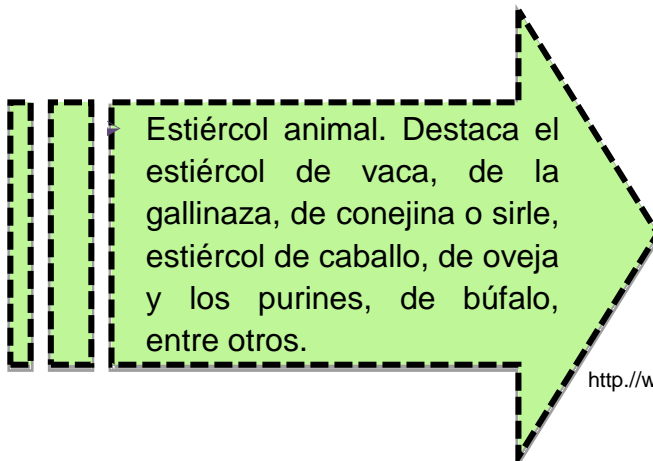 Estiércol animal. Destaca el
estiércol de vaca, de la
gallinaza, de conejina o sirle,
estiércol de caballo, de oveja
y los purines, de búfalo,
entre otros.
http.//w